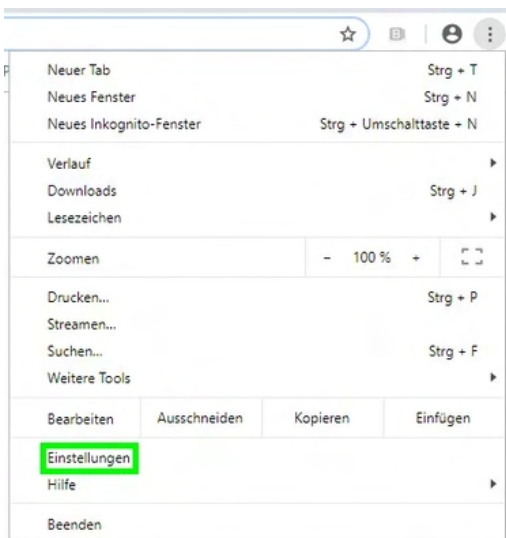 Neuer Tab Strg + T
Neues Fenster Strg + N
Neues Inkognito-Fenster Strg + Umschalttaste + N
Verlauf
Downloads Strg + J
Lesezeichen
Zoomen - 100 % +
Drucken... Strg + P
Streamen...
Suchen... Strg + F
Weitere Tools
Bearbeiten Ausschneiden Kopieren Einfügen
Einstellungen
Hilfe
Beenden